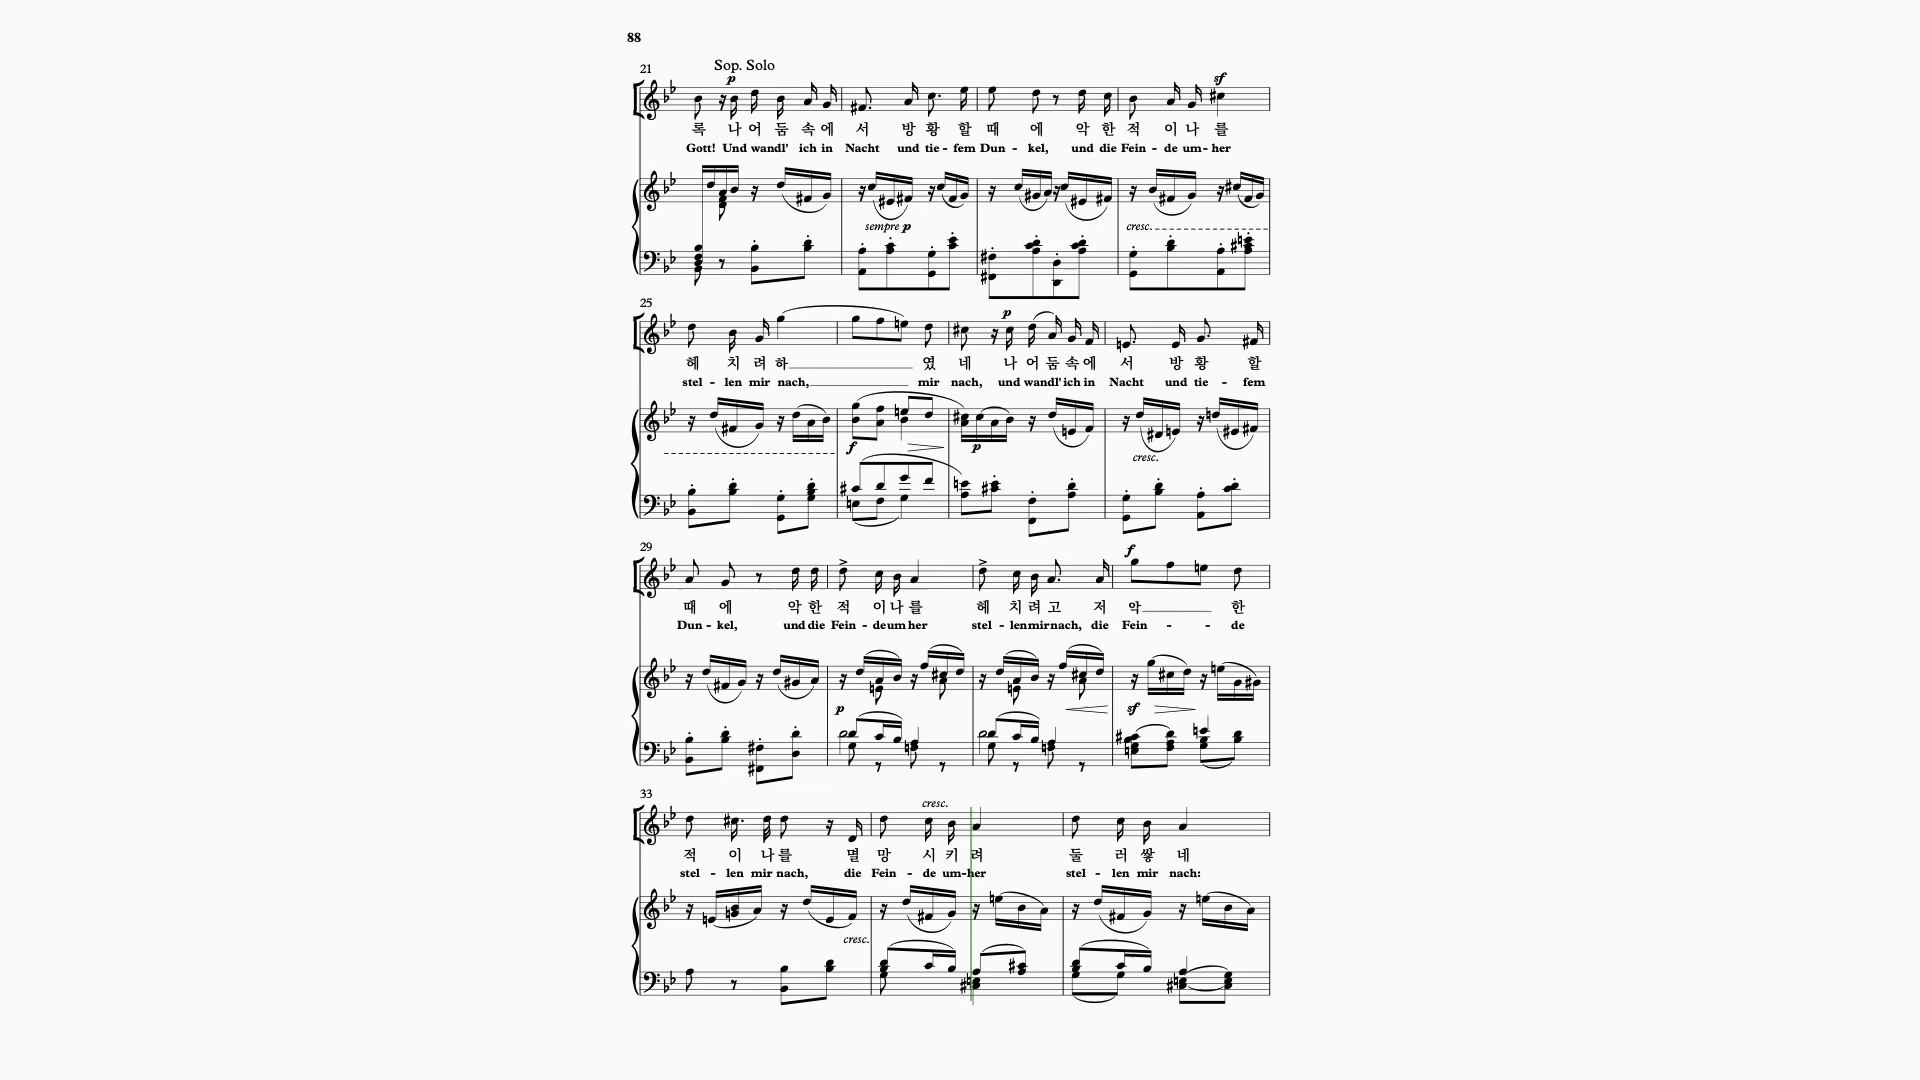 88
21
Sop. Solo
p
sf
록 나 어 둠 속 에 서 방 황 할 때 에 악 한 적 이 나 를
Gott! Und wandl' ich in Nacht und tie - fem Dun - kel, und die Fein - de um - her
sempre p
cresc.
25
p
헤 치 려 하 였 네 나 어 둠 속 에 서 방 황 할
stel - len mir nach, mir nach, und wandl' ich in Nacht und tie - fem
f
p
cresc.
29
f
때 에 악 한 적 이 나 를 헤 치 려 고 저 악 한
Dun - kel, und die Fein - de um her stel - len mir nach, die Fein - - de
p
sf
33
cresc.
적 이 나 를 멸 망 시 키 려 둘 러 쌓 네
stel - len mir nach, die Fein - de um - her stel - len mir nach:
cresc.